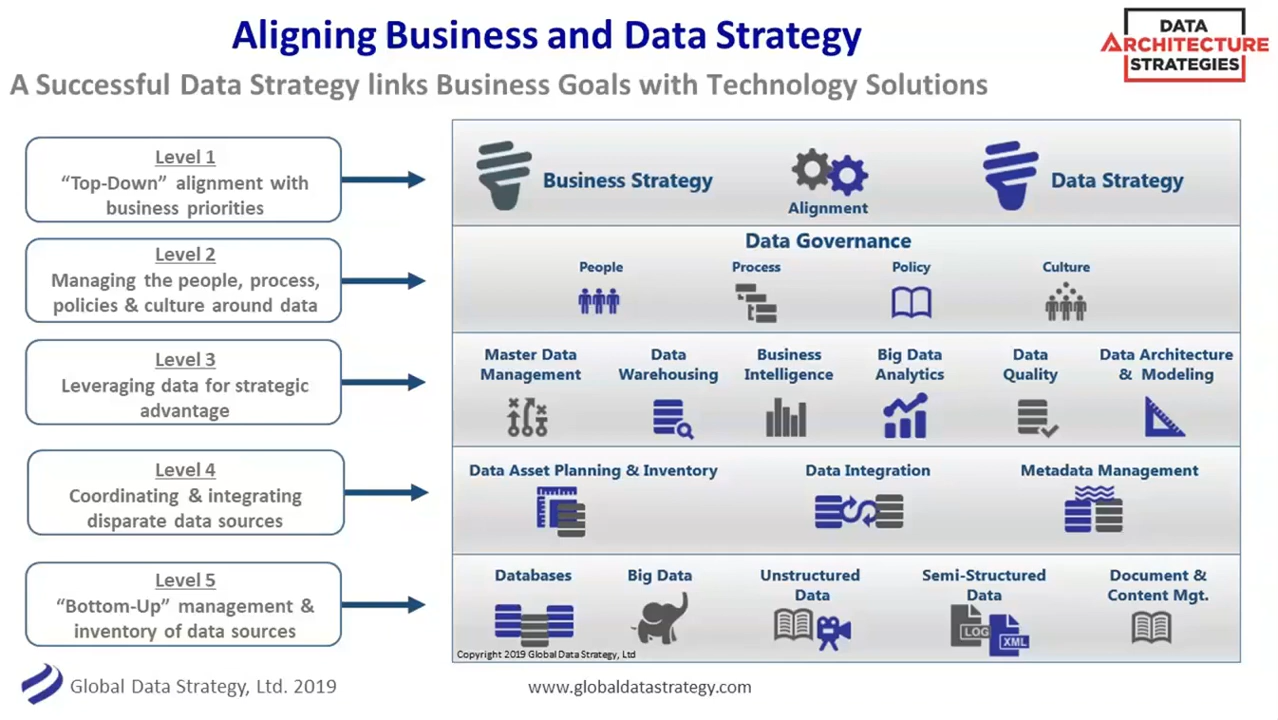 Aligning Business and Data Strategy
DATA
ARCHITECTURE
STRATEGIES
A Successful Data Strategy links Business Goals with Technology Solutions
Level 1
“Top-Down” alignment with
business priorities
Business Strategy
Alignment
Data Strategy
Level 2
Managing the people, process,
policies & culture around data
Data Governance
People
Process
Policy
Culture
Level 3
Leveraging data for strategic
advantage
Master Data
Management
Data
Warehousing
Business
Intelligence
Big Data
Analytics
Data
Quality
Data Architecture
& Modeling
Level 4
Coordinating & integrating
disparate data sources
Data Asset Planning & Inventory
Data Integration
Metadata Management
Level 5
“Bottom-Up” management &
inventory of data sources
Databases
Big Data
Unstructured
Data
Semi-Structured
Data
LOG
XML
Document &
Content Mgt.
Copyright 2019 Global Data Strategy, Ltd
Global Data Strategy, Ltd. 2019
www.globaldatastrategy.com